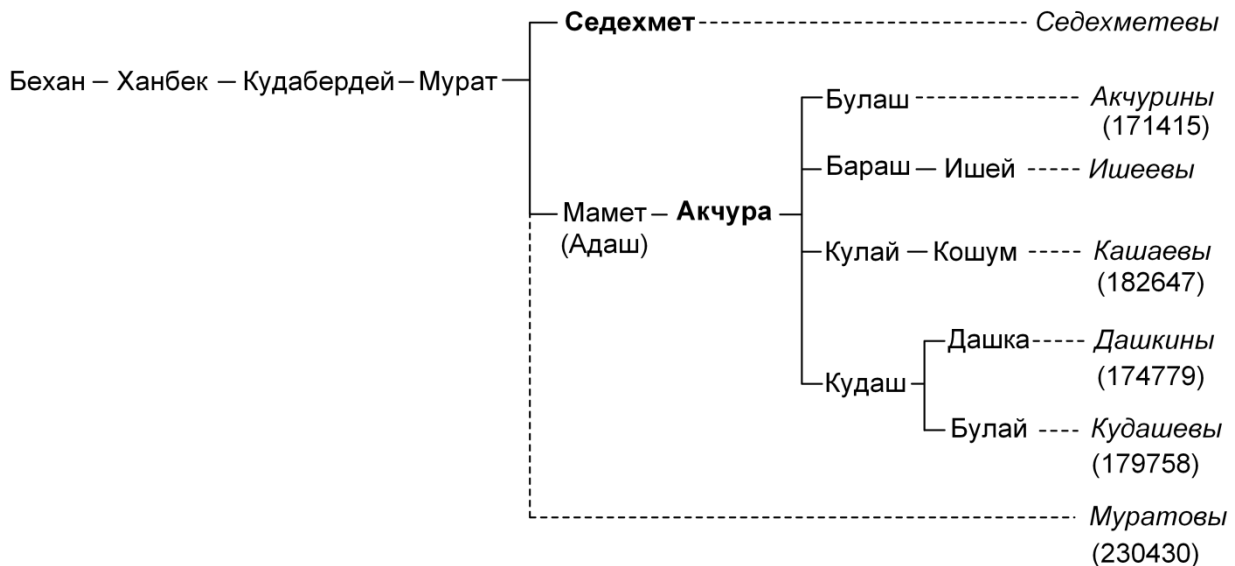 Седехмет Седехметевы
Бехан Ханбек Кудабердей Мурат
Булаш Акчурины
(171415)
Бараш Ишей Ишеевы
Мамет Акчура
(Адаш)
Кулай Кошум Кашаевы
(182647)
Дашка Дашкины
(174779)
Кудаш
Булай Кудашевы
(179758)
Муратовы
(230430)